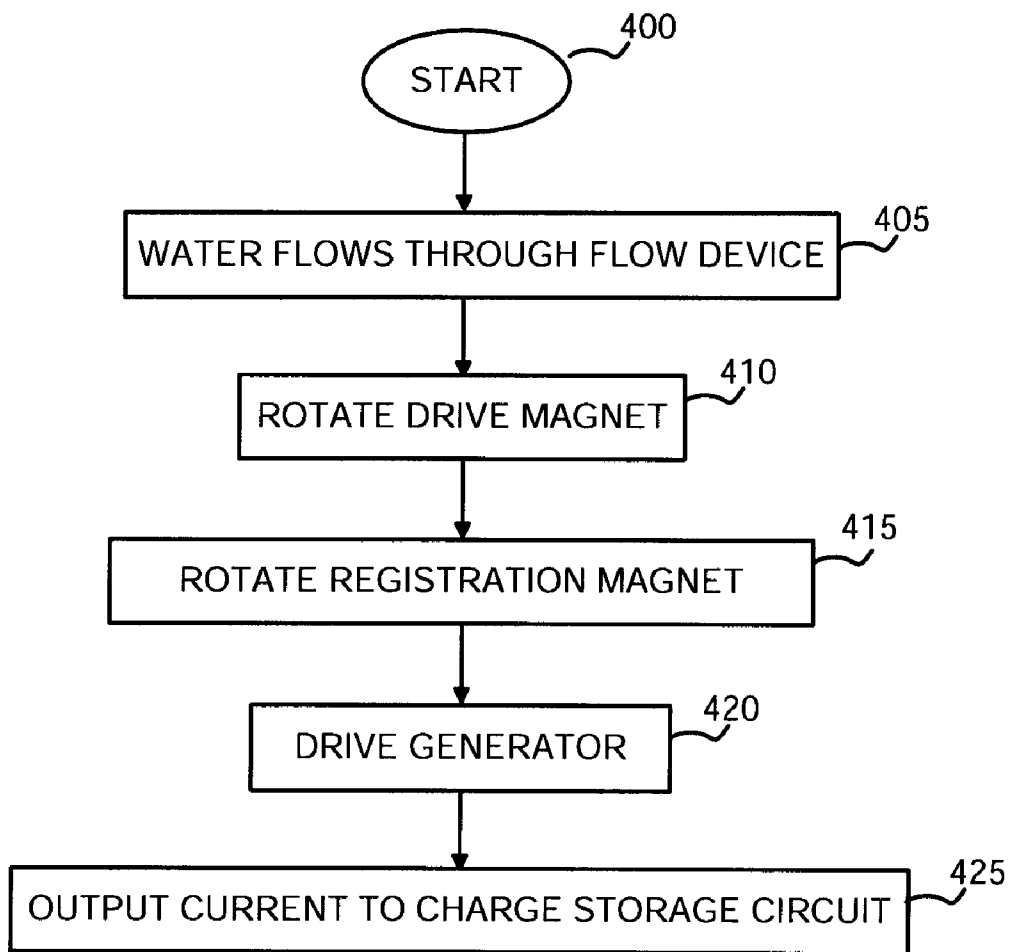 400
START
405
WATER FLOWS THROUGH FLOW DEVICE
410
ROTATE DRIVE MAGNET
415
ROTATE REGISTRATION MAGNET
420
DRIVE GENERATOR
425
OUTPUT CURRENT TO CHARGE STORAGE CIRCUIT